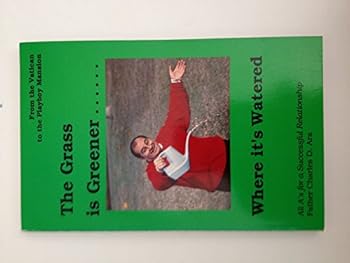 From the Vatican
to the Playboy Mansion
The Grass
is Greener......
Where it's Watered
All A's for a Successful Relationship
Father Charles D. Ara